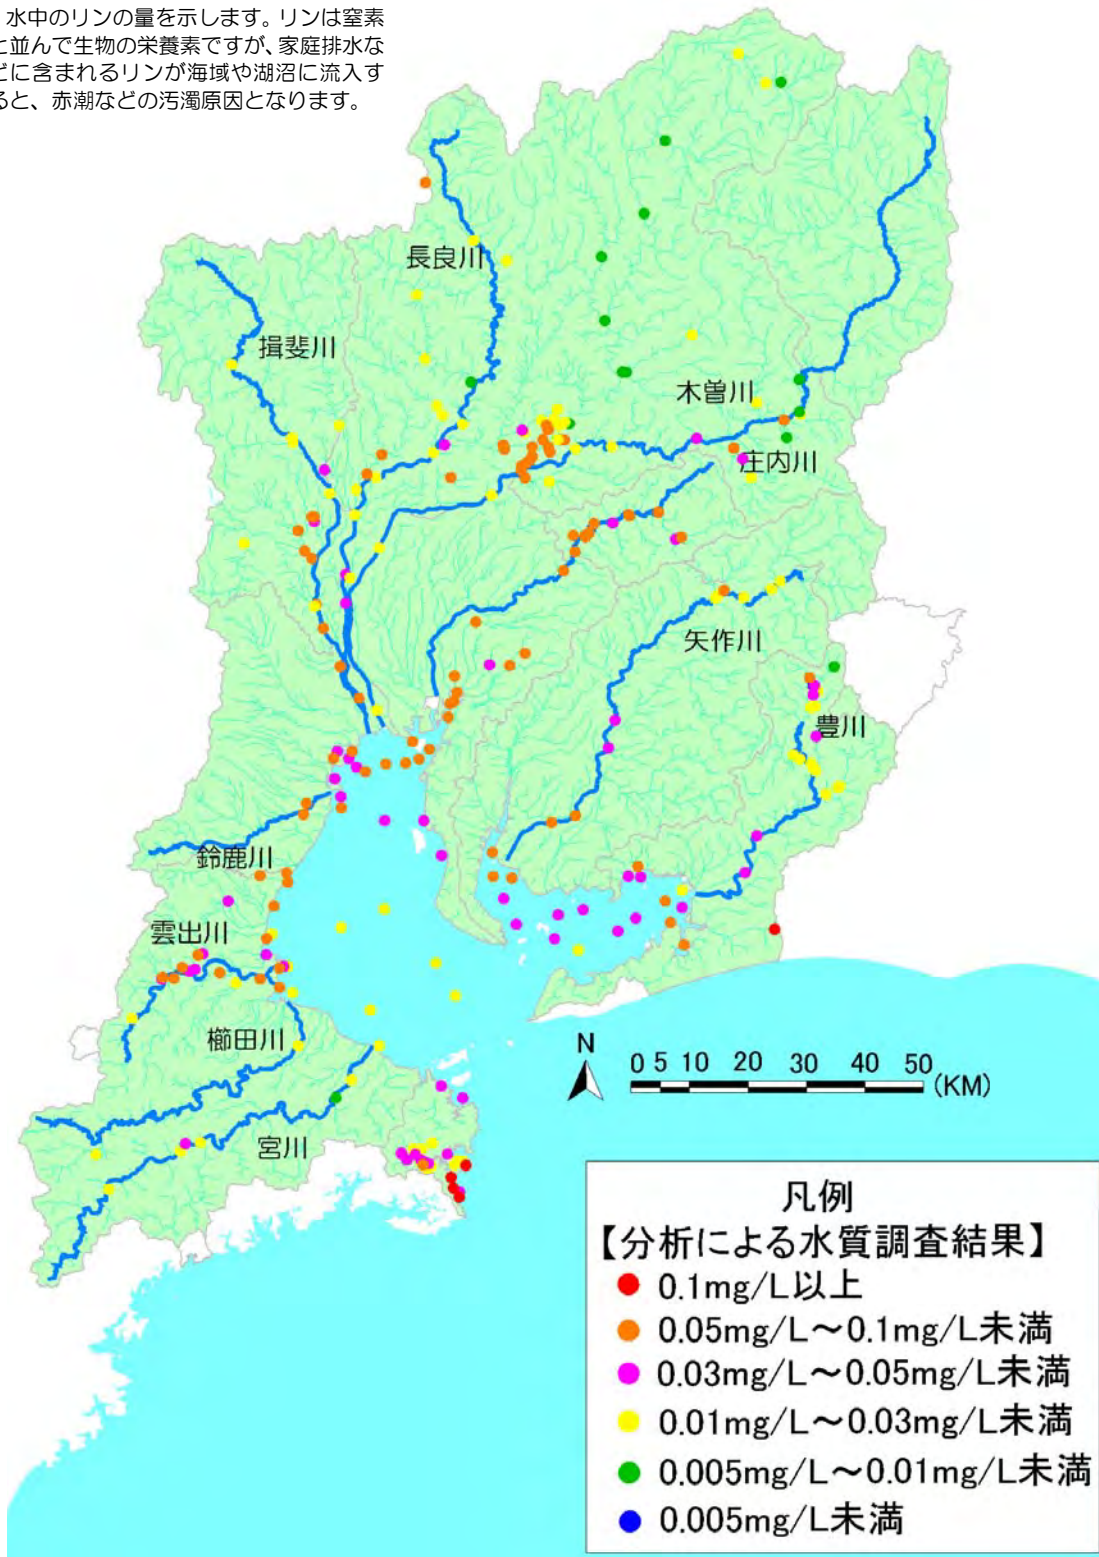 水中のリンの量を示します。リンは窒素
と並んで生物の栄養素ですが、家庭排水な
どに含まれるリンが海域や湖沼に流入す
ると、赤潮などの汚濁原因となります。
長良川
揖斐川
木曽川
庄内川
矢作川
豊川
鈴鹿川
雲出川
櫛田川
宮川
N
0 5 10 20 30 40 50
(KM)
凡例
【分析による水質調査結果】
0.1mg/L以上
0.05mg/L～0.1mg/L未満
0.03mg/L～0.05mg/L未満
0.01mg/L～0.03mg/L未満
0.005mg/L～0.01mg/L未満
0.005mg/L未満